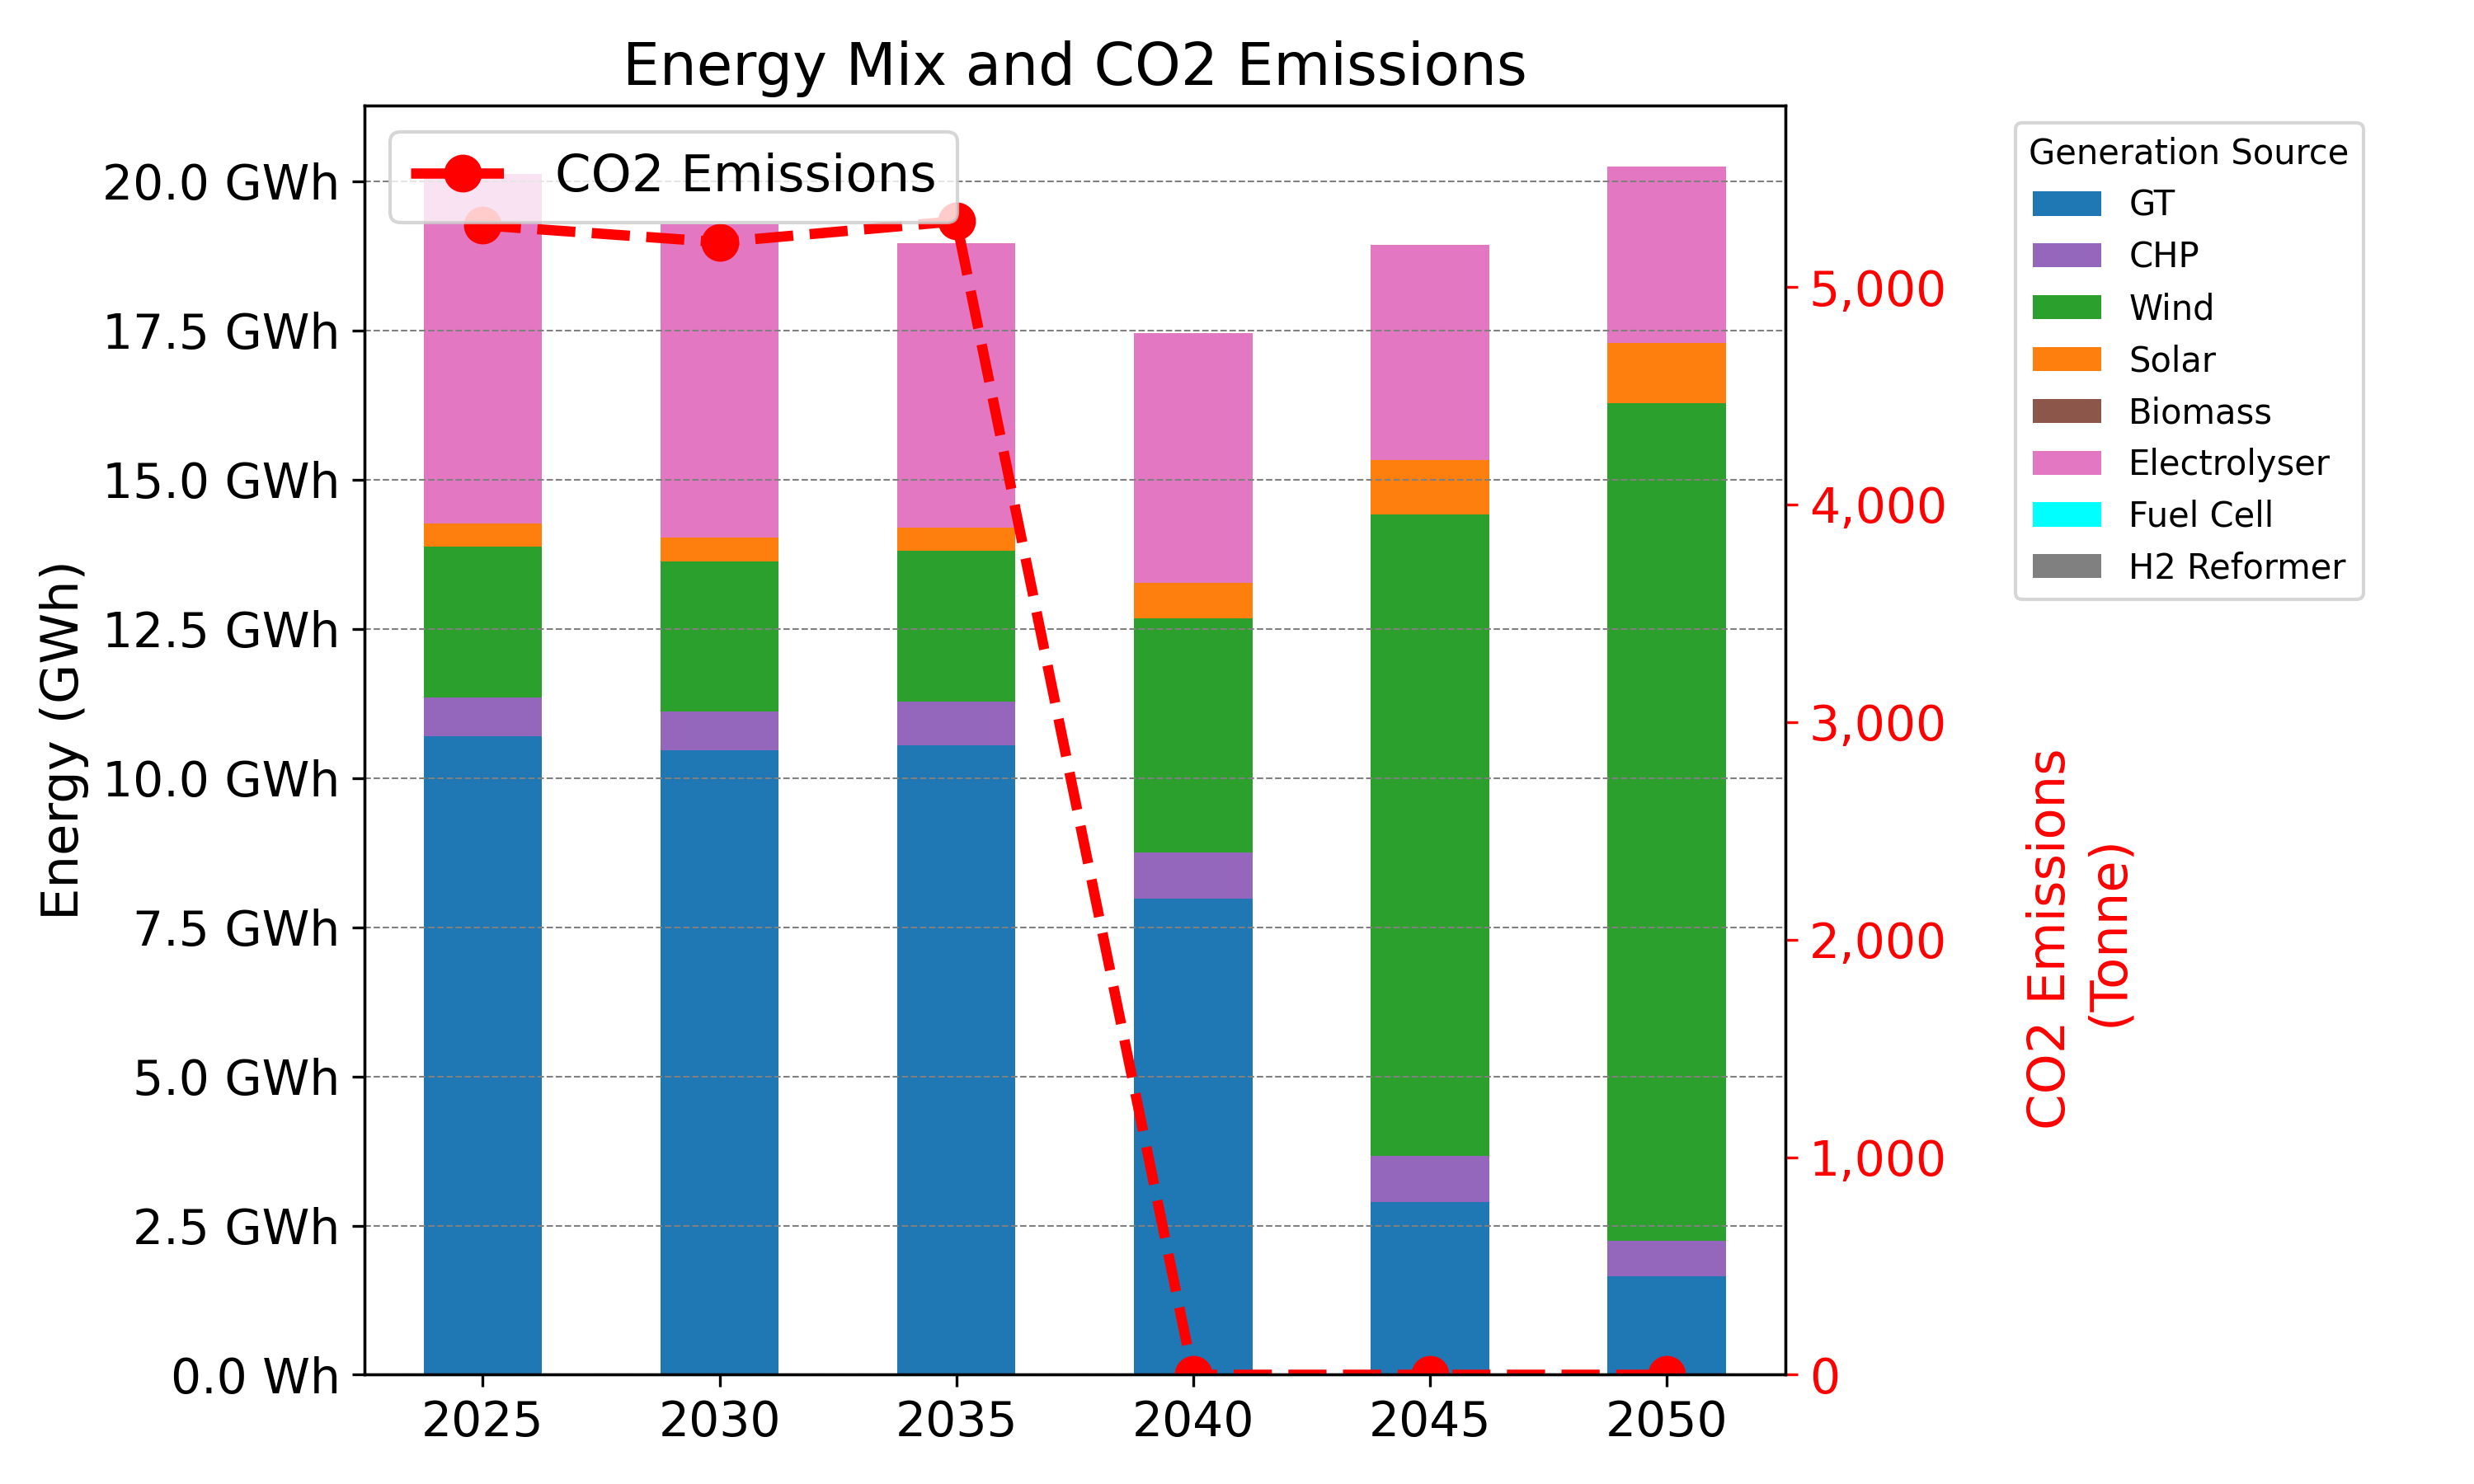 Energy Mix and CO2 Emissions
CO2 Emissions
Energy (GWh)
20.0 GWh
17.5 GWh
15.0 GWh
12.5 GWh
10.0 GWh
7.5 GWh
5.0 GWh
2.5 GWh
0.0 Wh
2025
2030
2035
2040
2045
2050
5,000
4,000
3,000
2,000
1,000
0
CO2 Emissions
(Tonne)
Generation Source
GT
CHP
Wind
Solar
Biomass
Electrolyser
Fuel Cell
H2 Reformer